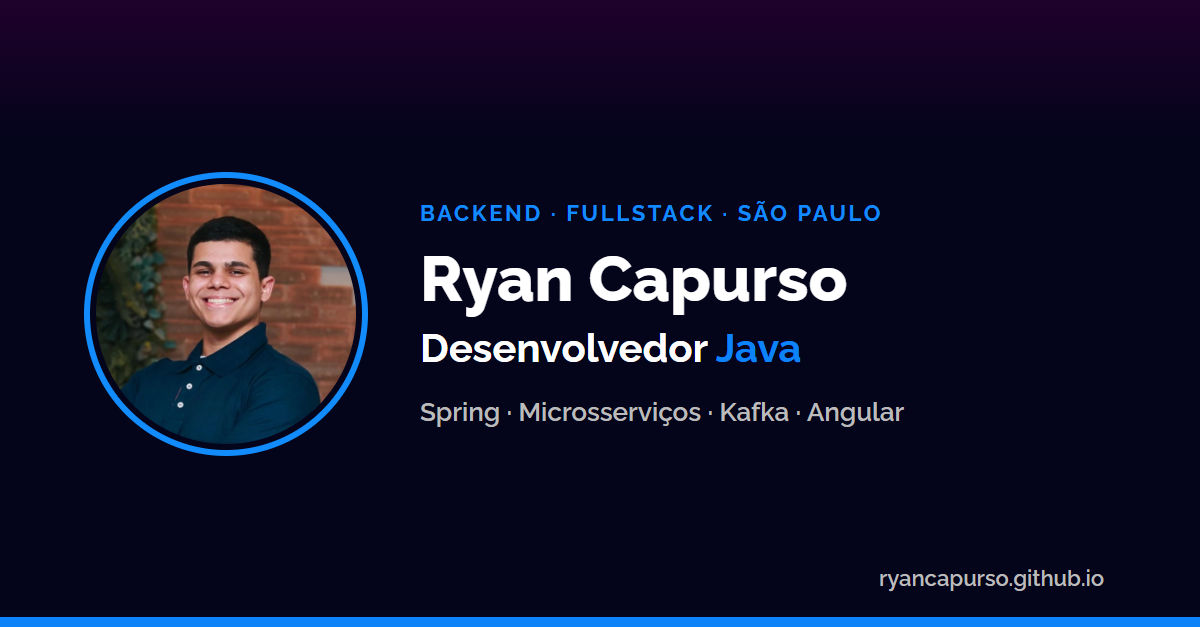 BACKEND · FULLSTACK · SÃO PAULO
Ryan Capurso
Desenvolvedor Java
Spring · Microsserviços · Kafka · Angular
ryancapurso.github.io